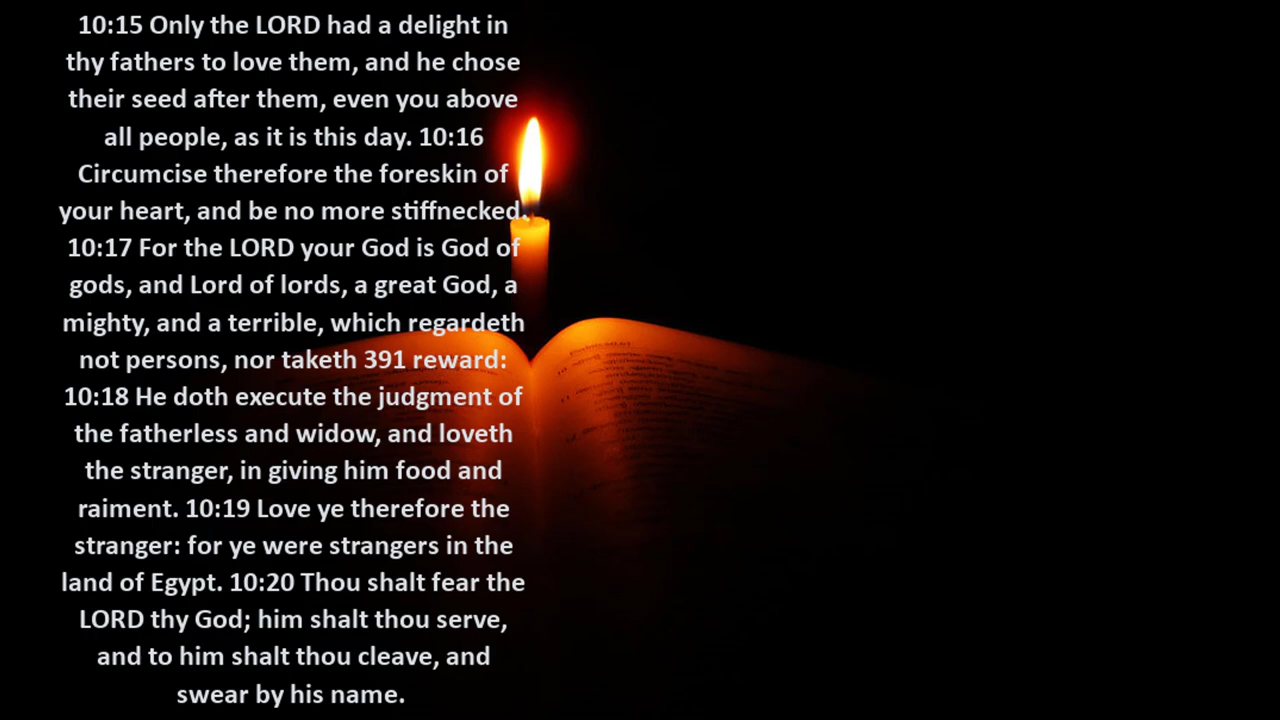 10:15 Only the LORD had a delight in
thy fathers to love them, and he chose
their seed after them, even you above
all people, as it is this day. 10:16
Circumcise therefore the foreskin of
your heart, and be no more stiffnecked.
10:17 For the LORD your God is God of
gods, and Lord of lords, a great God, a
mighty, and a terrible, which regardeth
not persons, nor taketh 391 reward:
10:18 He doth execute the judgment of
the fatherless and widow, and loveth
the stranger, in giving him food and
raiment. 10:19 Love ye therefore the
stranger: for ye were strangers in the
land of Egypt. 10:20 Thou shalt fear the
LORD thy God; him shalt thou serve,
and to him shalt thou cleave, and
swear by his name.